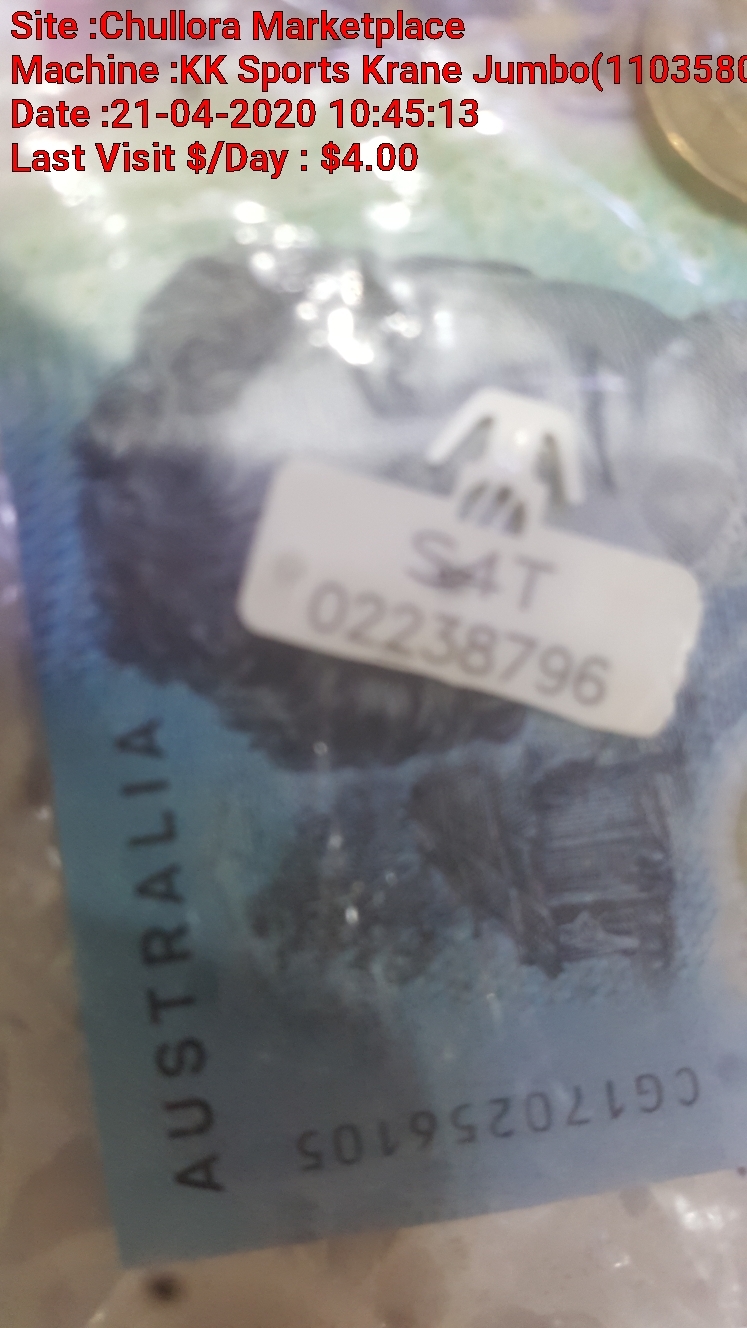 Site :Chullora Marketplace
Machine :KK Sports Krane Jumbo(1103580
Date :21-04-2020 10:45:13
Last Visit $/Day : $4.00
S4T
02238796
AUSTRALIA
CG170256105